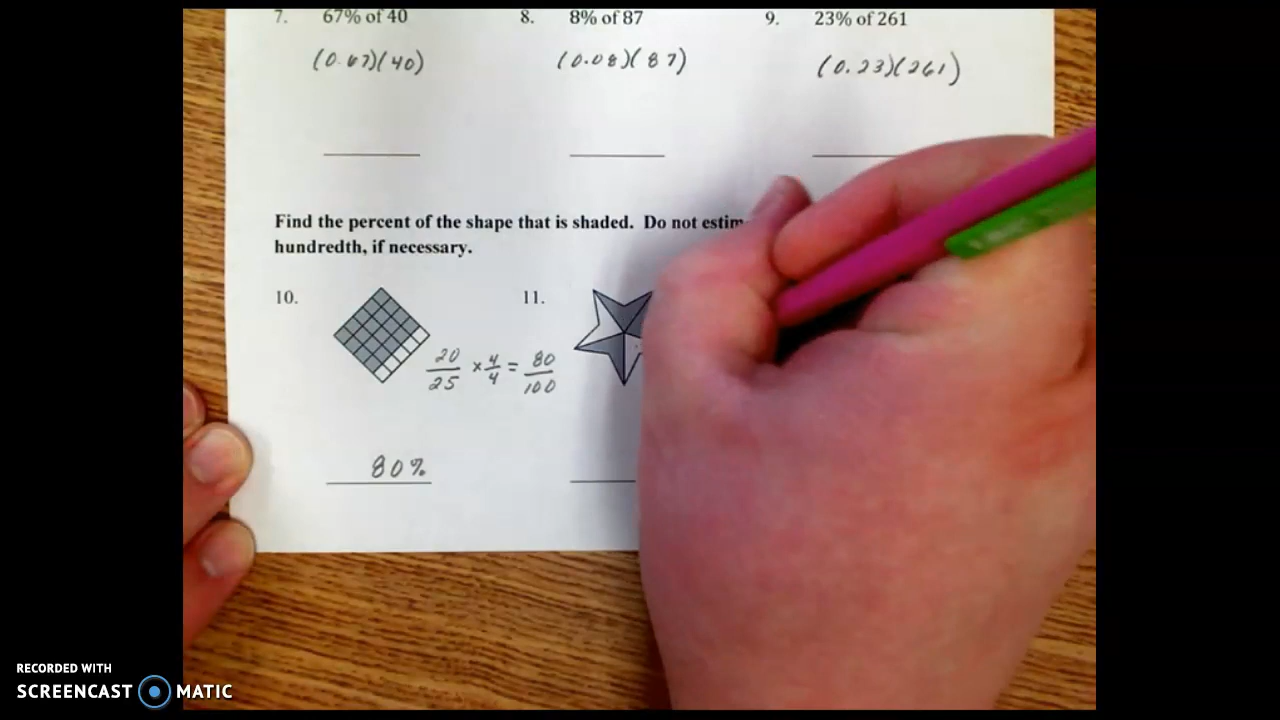 7. 67% of 40 8. 8% of 87 9. 23% of 261
(0.67)(40) (0.08)(87) (0.23)(261)
Find the percent of the shape that is shaded. Do not
hundredth, if necessary.
10. 11.
20/25 × 4/4 = 80/100
80%
RECORDED WITH
SCREENCAST MATIC